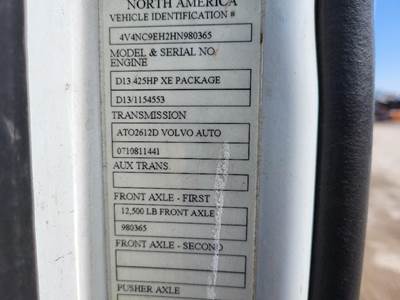 NORTH AMERICA
VEHICLE IDENTIFICATION #
4V4NC9EH2HN980365
MODEL & SERIAL NO.
ENGINE
D13 425HP XE PACKAGE
D13/1154553
TRANSMISSION
ATO2612D VOLVO AUTO
0710811441
AUX TRANS.
FRONT AXLE - FIRST
12,500 LB FRONT AXLE
980365
FRONT AXLE - SECOND
PUSHER AXLE